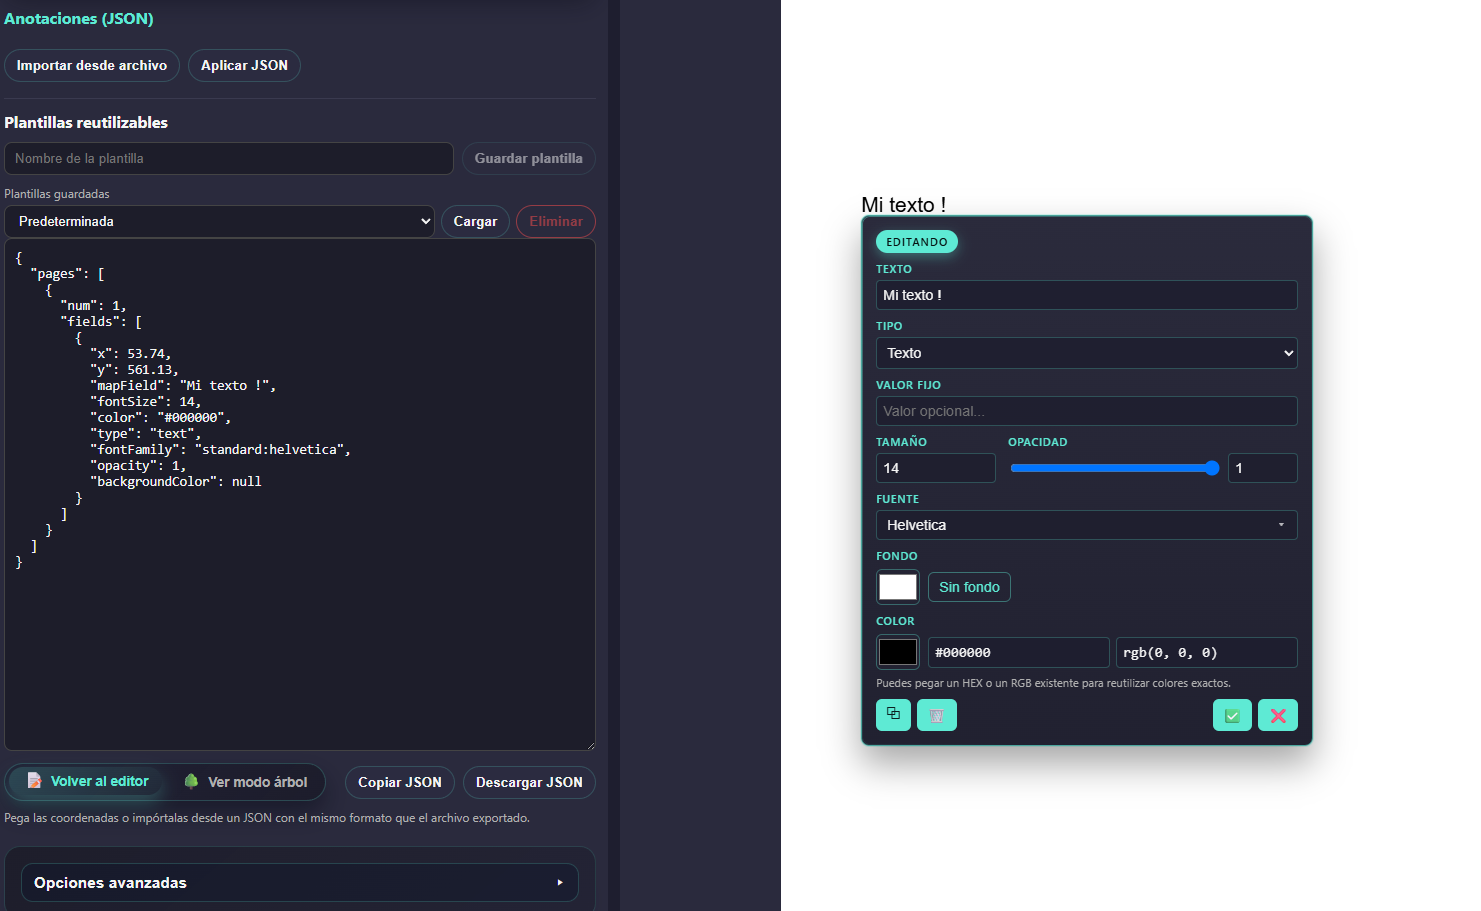 Anotaciones (JSON)
Importar desde archivo
Aplicar JSON
Plantillas reutilizables
Nombre de la plantilla
Guardar plantilla
Plantillas guardadas
Predeterminada
Cargar
Eliminar
{
  "pages": [
    {
      "num": 1,
      "fields": [
        {
          "x": 53.74,
          "y": 561.13,
          "mapField": "Mi texto !",
          "fontSize": 14,
          "color": "#000000",
          "type": "text",
          "fontFamily": "standard:helvetica",
          "opacity": 1,
          "backgroundColor": null
        }
      ]
    }
  ]
}
Volver al editor
Ver modo árbol
Copiar JSON
Descargar JSON
Pega las coordenadas o impórtalas desde un JSON con el mismo formato que el archivo exportado.
Opciones avanzadas
Mi texto !
EDITANDO
TEXTO
Mi texto !
TIPO
Texto
VALOR FIJO
Valor opcional...
TAMAÑO
OPACIDAD
14
1
FUENTE
Helvetica
FONDO
Sin fondo
COLOR
#000000
rgb(0, 0, 0)
Puedes pegar un HEX o un RGB existente para reutilizar colores exactos.